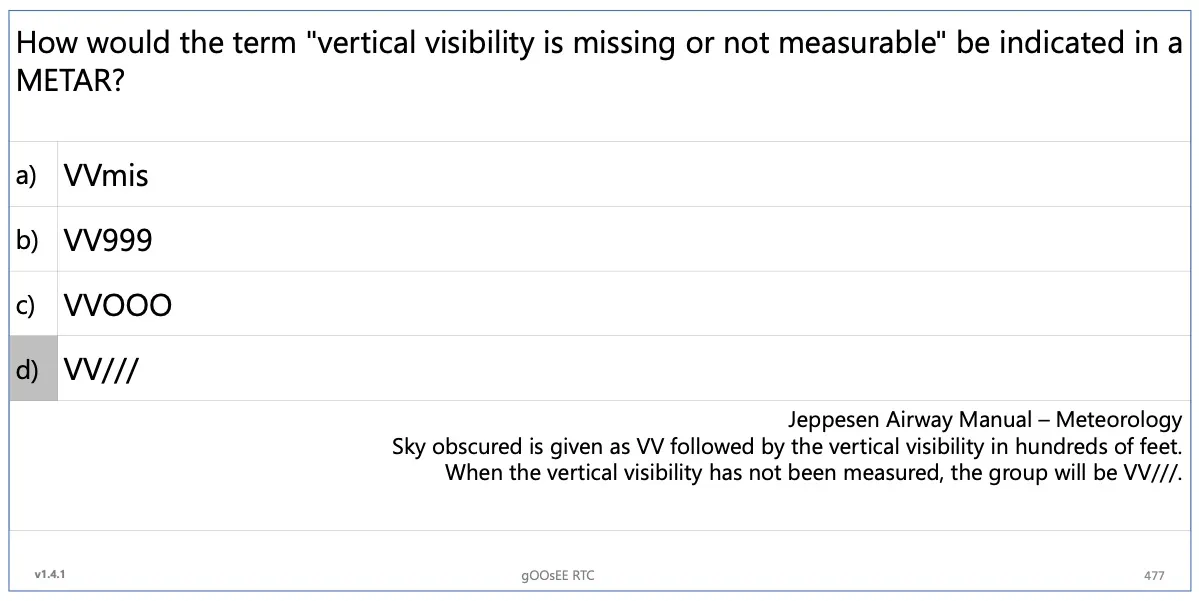 How would the term "vertical visibility is missing or not measurable" be indicated in a
METAR?
a) VVmis
b) VV999
c) VVOOO
d) VV///
Jeppesen Airway Manual – Meteorology
Sky obscured is given as VV followed by the vertical visibility in hundreds of feet.
When the vertical visibility has not been measured, the group will be VV///.
v1.4.1 gOOsEE RTC 477